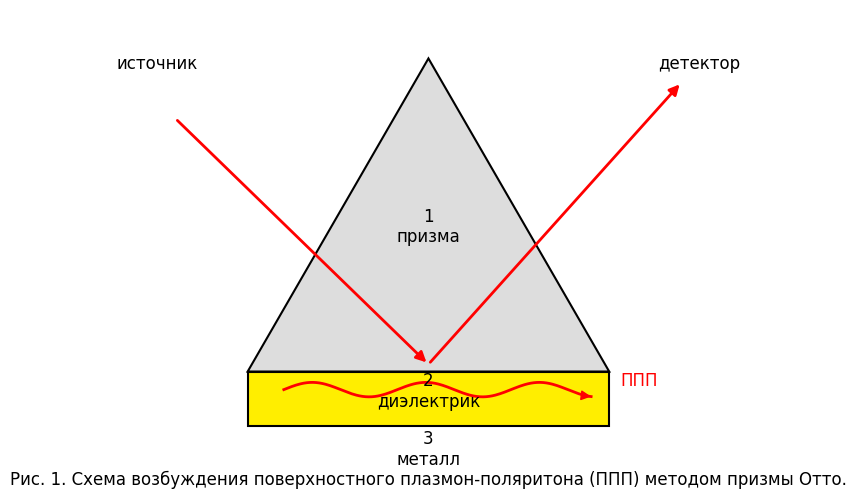 источник
детектор
1
призма
2
диэлектрик
ППП
3
металл
Рис. 1. Схема возбуждения поверхностного плазмон-поляритона (ППП) методом призмы Отто.